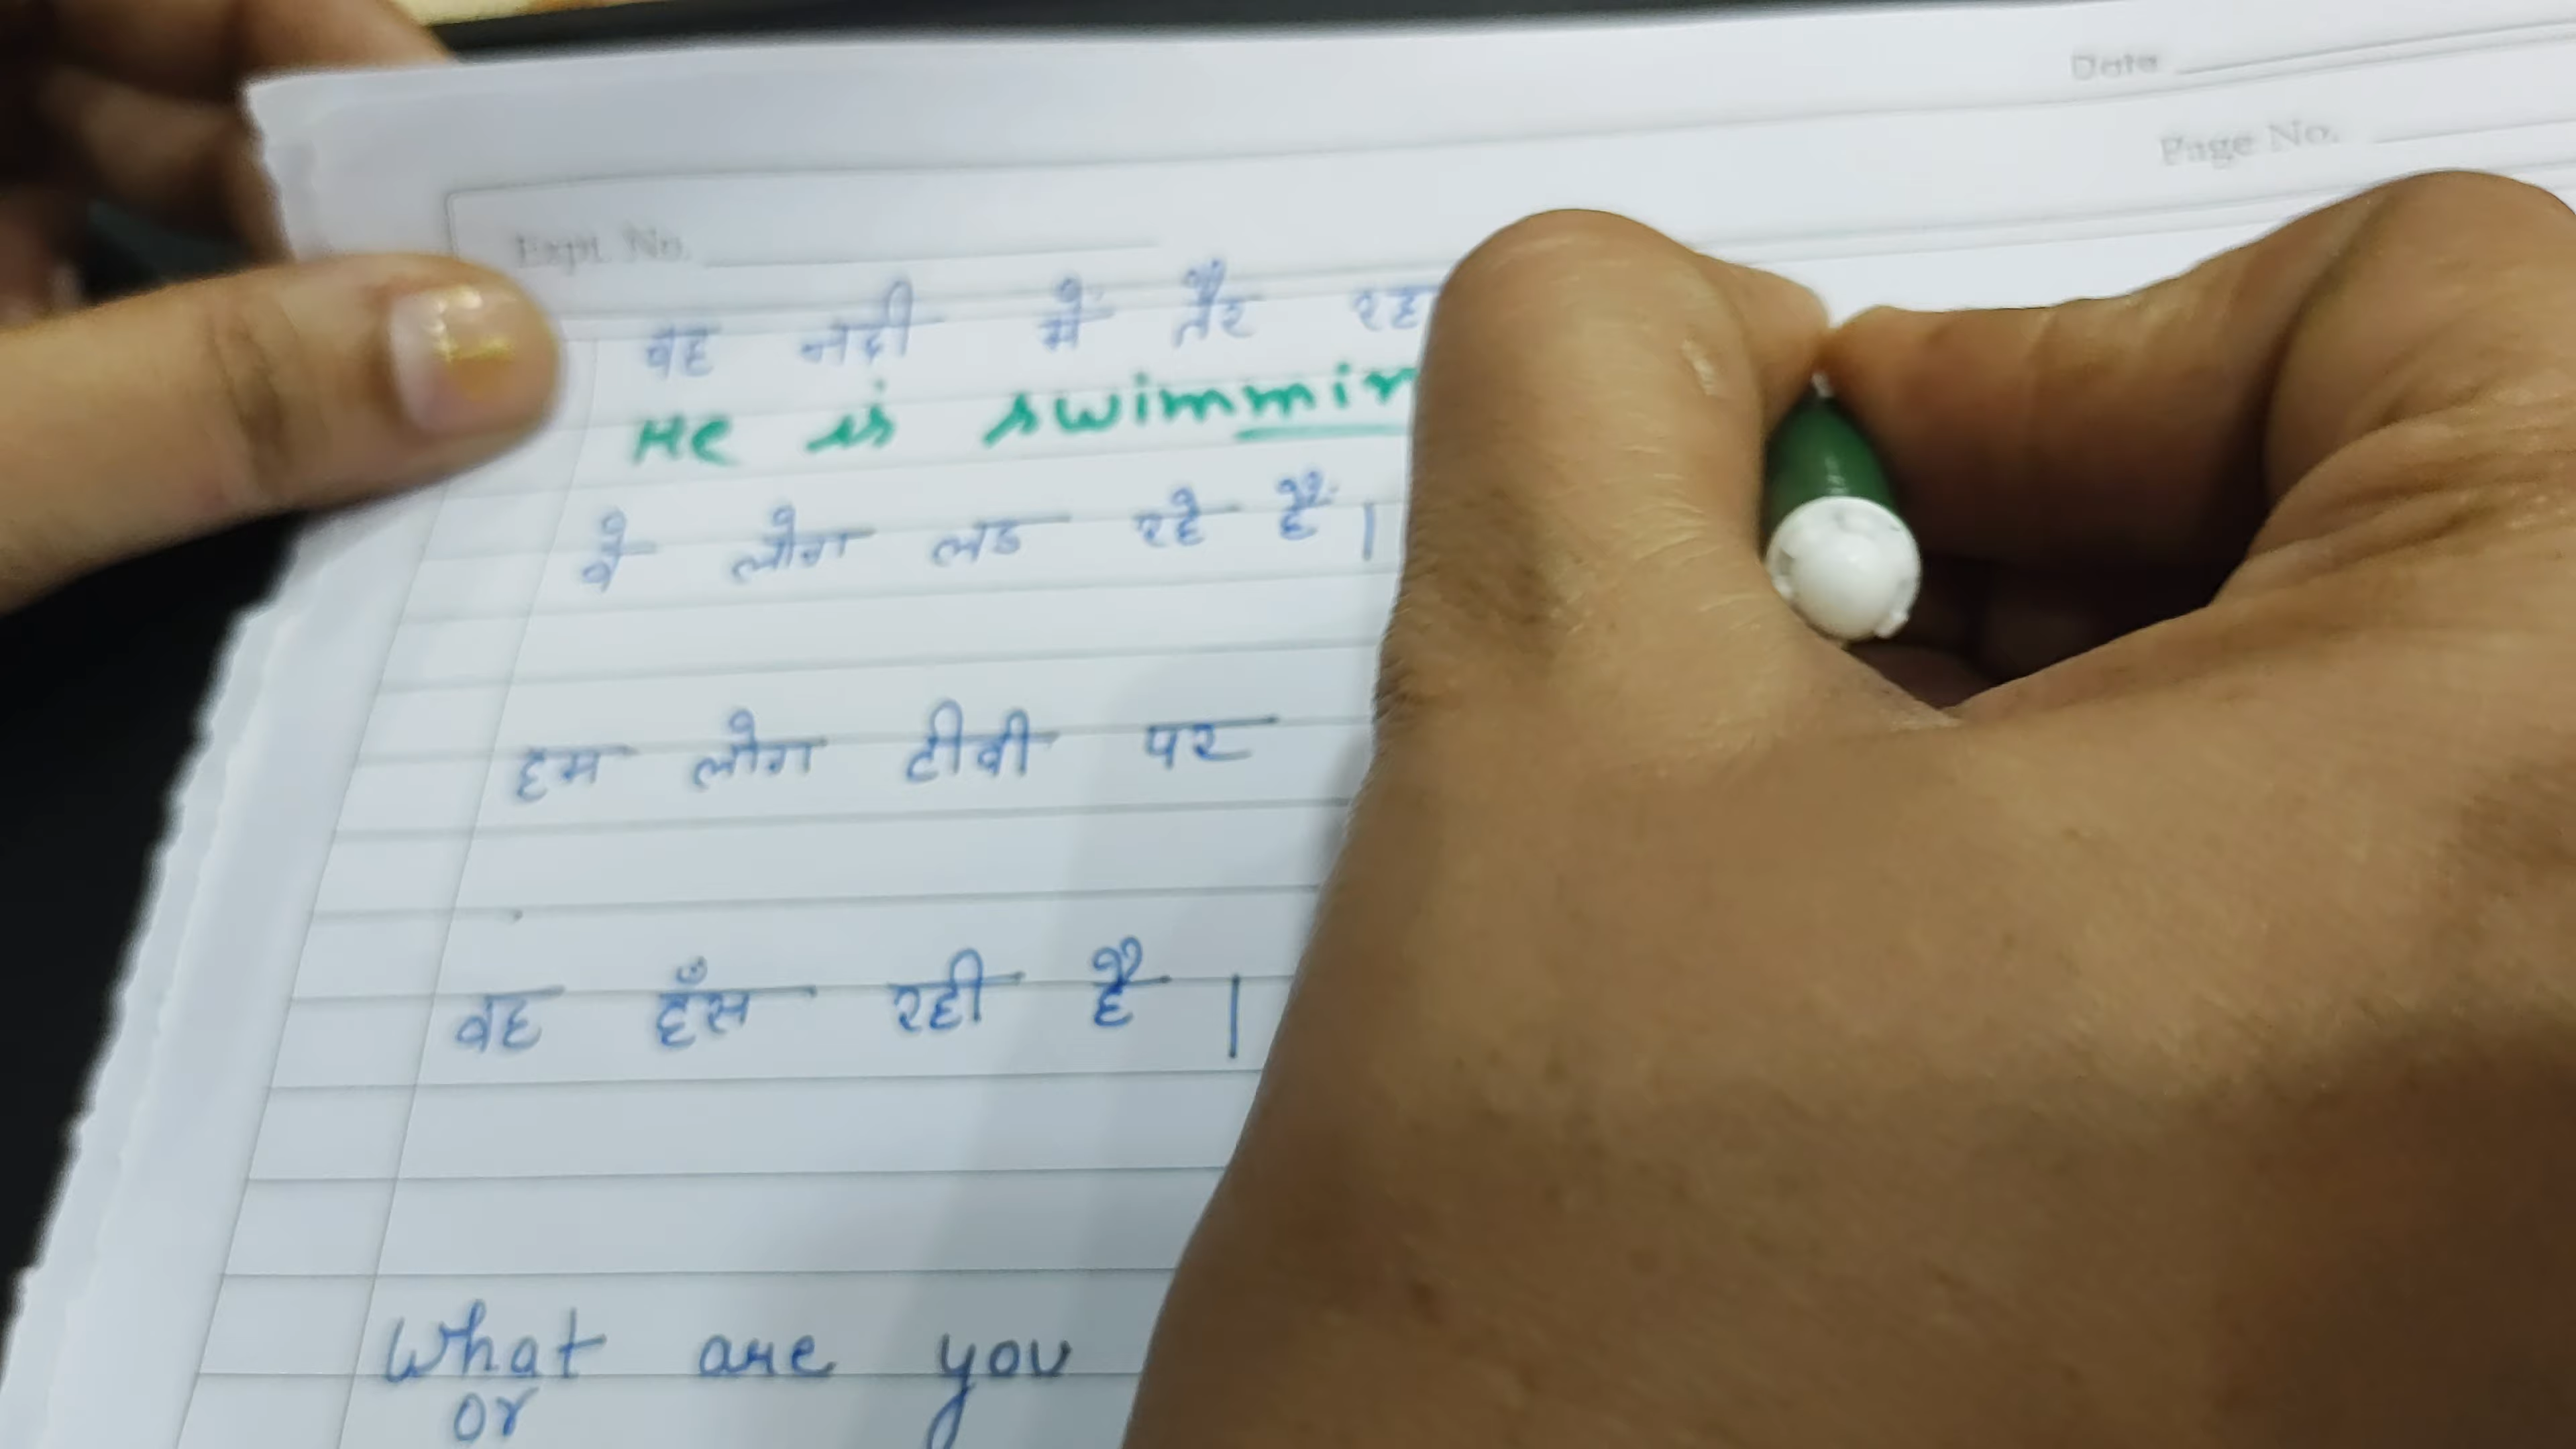 Date
Page No.
Expt. No.
वह नदी में तैर रह
He is swimmin
वे लोग लड रहे हैं।
हम लोग टीवी पर
वह हँस रही है।
What are you
or